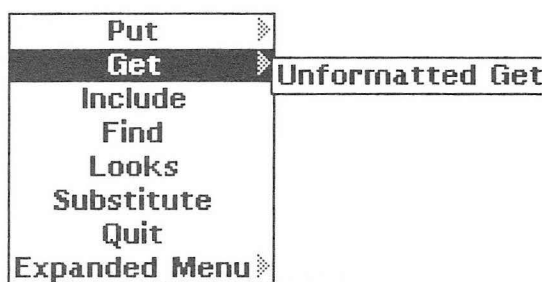 Put
Get
Unformatted Get
Include
Find
Looks
Substitute
Quit
Expanded Menu